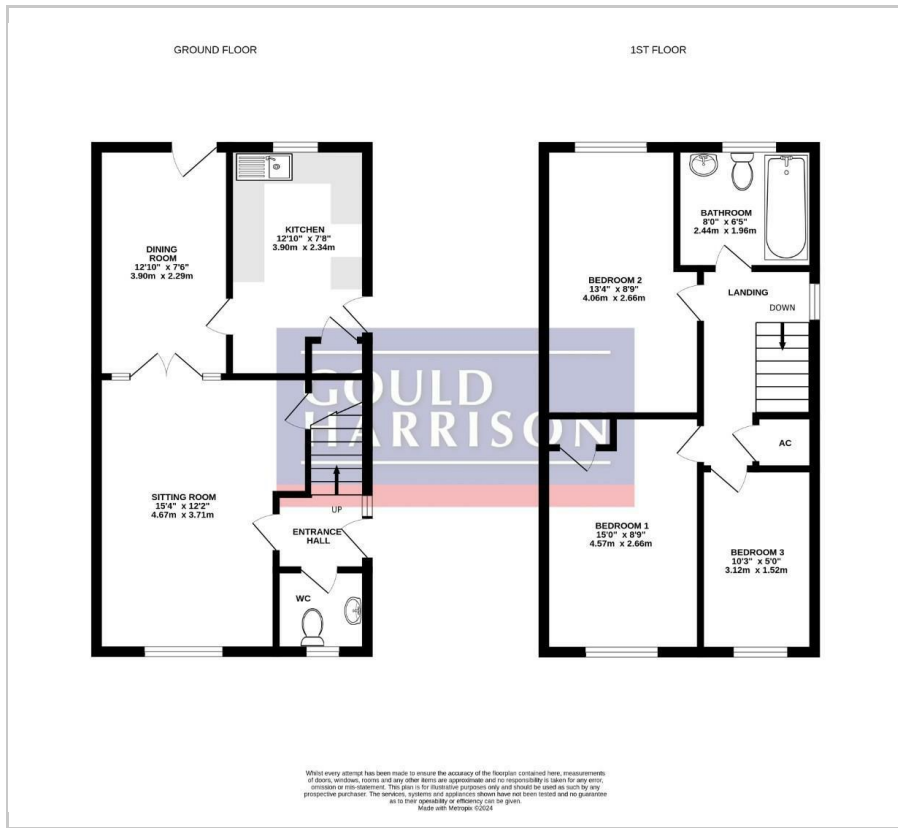 GROUND FLOOR
1ST FLOOR
KITCHEN
12'10" x 7'8"
3.90m x 2.34m
DINING
ROOM
12'10" x 7'6"
3.90m x 2.29m
SITTING ROOM
15'4" x 12'2"
4.67m x 3.71m
UP
ENTRANCE
HALL
WC
BATHROOM
8'0" x 6'5"
2.44m x 1.96m
BEDROOM 2
13'4" x 8'9"
4.06m x 2.66m
LANDING
DOWN
AC
BEDROOM 1
15'0" x 8'9"
4.57m x 2.66m
BEDROOM 3
10'3" x 5'0"
3.12m x 1.52m
GOULD
HARRISON
Whilst every attempt has been made to ensure the accuracy of the floorplan contained here, measurements
of doors, windows, rooms and any other items are approximate and no responsibility is taken for any error,
omission or mis-statement. This plan is for illustrative purposes only and should be used as such by any
prospective purchaser. The services, systems and appliances shown have not been tested and no guarantee
as to their operability or efficiency can be given.
Made with Metropix ©2024